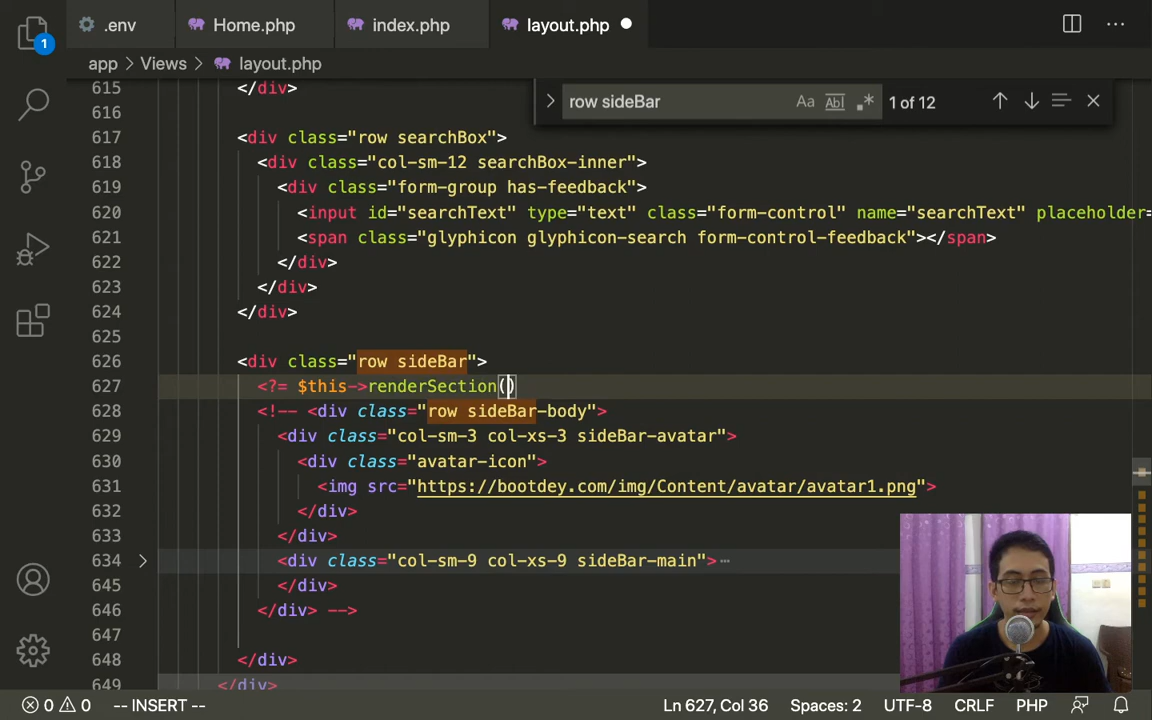 .env Home.php index.php layout.php
app > Views > layout.php
row sideBar Aa Abl .* 1 of 12
1
615 </div>
616
617 <div class="row searchBox">
618 <div class="col-sm-12 searchBox-inner">
619 <div class="form-group has-feedback">
620 <input id="searchText" type="text" class="form-control" name="searchText" placeholder=
621 <span class="glyphicon glyphicon-search form-control-feedback"></span>
622 </div>
623 </div>
624 </div>
625
626 <div class="row sideBar">
627 <?= $this->renderSection()
628 <!-- <div class="row sideBar-body">
629 <div class="col-sm-3 col-xs-3 sideBar-avatar">
630 <div class="avatar-icon">
631 <img src="https://bootdey.com/img/Content/avatar/avatar1.png">
632 </div>
633 </div>
634 <div class="col-sm-9 col-xs-9 sideBar-main">
645 </div>
646 </div> -->
647
648 </div>
649 </div>
0 0 -- INSERT -- Ln 627, Col 36 Spaces: 2 UTF-8 CRLF PHP